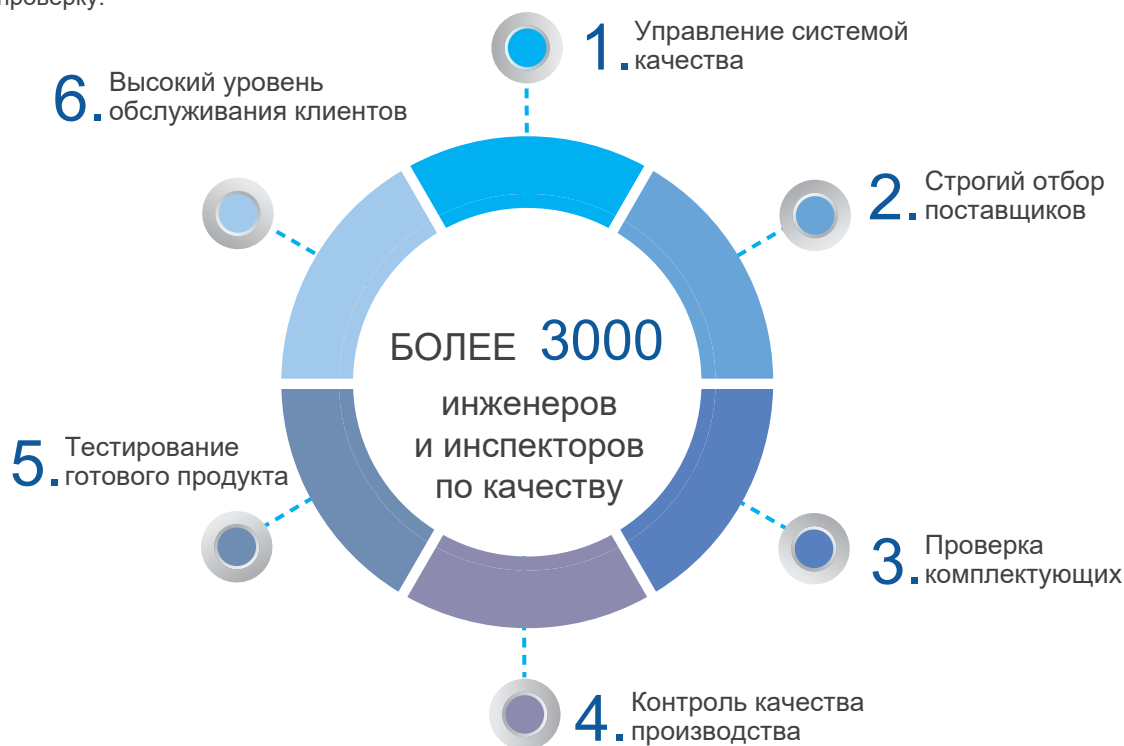 проверку.
1. Управление системой
качества
2. Строгий отбор
поставщиков
3. Проверка
комплектующих
4. Контроль качества
производства
5. Тестирование
готового продукта
6. Высокий уровень
обслуживания клиентов
БОЛЕЕ 3000
инженеров
и инспекторов
по качеству